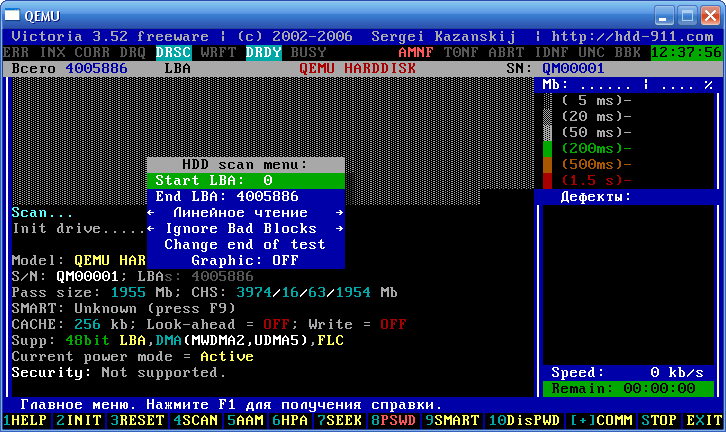 QEMU
Victoria 3.52 freeware ¦ (c) 2002-2006 Sergei Kazanskij ¦ http://hdd-911.com
ERR INX CORR DRQ DRSC WRFT DRDY BUSY AMNF T0NF ABRT IDNF UNC BBK 12:37:56
Всего 4005886 LBA QEMU HARDDISK SN: QM00001
Mb: ...... ¦ .... %
( 5 ms)-
(20 ms)-
(50 ms)-
(200ms)-
(500ms)-
(1.5 s)-
HDD scan menu:
Start LBA: 0
End LBA: 4005886
← Линейное чтение →
← Ignore Bad Blocks →
Change end of test
Graphic: OFF
Дефекты:
Scan...
Init drive.....
Model: QEMU HAR
S/N: QM00001; LBAs: 4005886
Pass size: 1955 Mb; CHS: 3974/16/63/1954 Mb
SMART: Unknown (press F9)
CACHE: 256 kb; Look-ahead = OFF; Write = OFF
Supp: 48bit LBA,DMA(MWDMA2,UDMA5),FLC
Current power mode = Active
Security: Not supported.
Speed: 0 kb/s
Remain: 00:00:00
Главное меню. Нажмите F1 для получения справки.
1HELP 2INIT 3RESET 4SCAN 5AAM 6HPA 7SEEK 8PSWD 9SMART 10DisPWD [+]COMM STOP EXIT